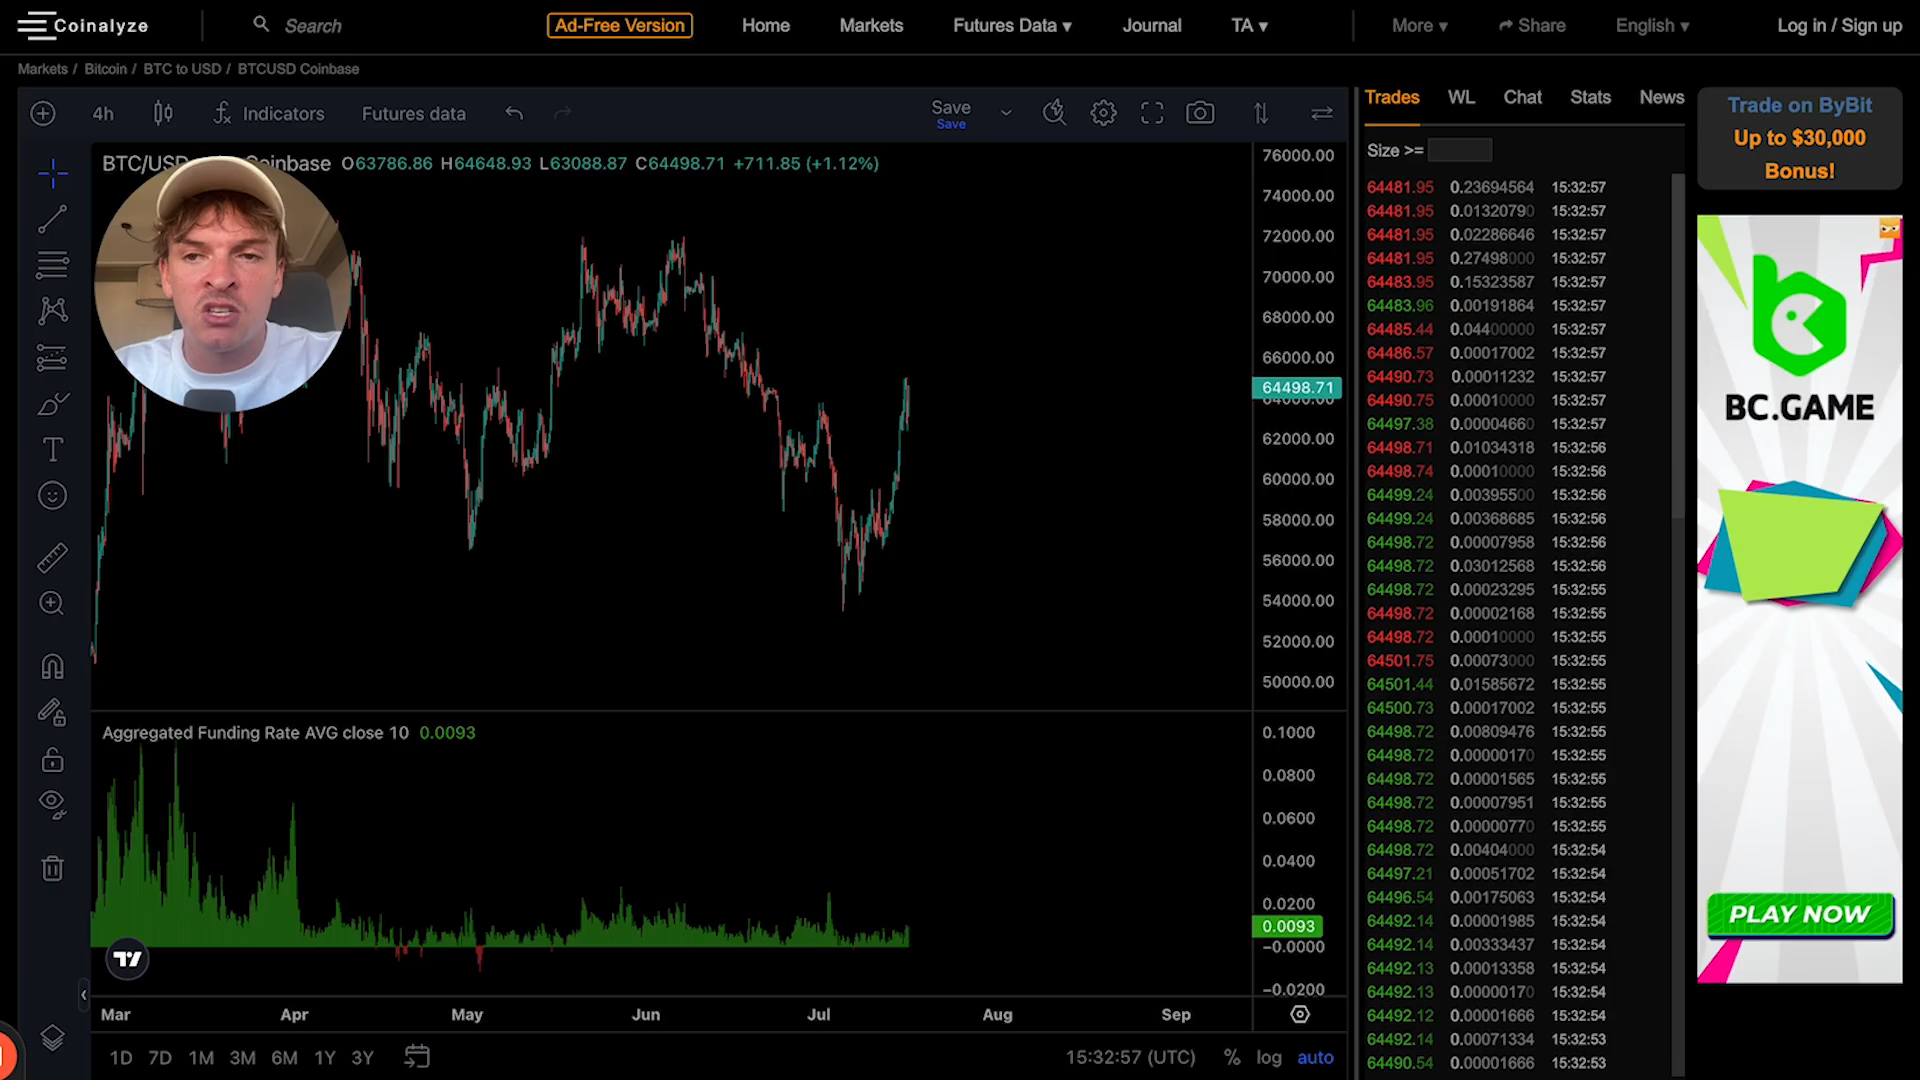 Coinalyze
Search
Ad-Free Version
Home
Markets
Futures Data ▾
Journal
TA ▾
More ▾
Share
English ▾
Log in / Sign up
Markets / Bitcoin / BTC to USD / BTCUSD Coinbase
4h
Indicators
Futures data
Save
Save
BTC/USD Coinbase O63786.86 H64648.93 L63088.87 C64498.71 +711.85 (+1.12%)
76000.00
74000.00
72000.00
70000.00
68000.00
66000.00
64498.71
64000.00
62000.00
60000.00
58000.00
56000.00
54000.00
52000.00
50000.00
Aggregated Funding Rate AVG close 10 0.0093
0.1000
0.0800
0.0600
0.0400
0.0200
0.0093
−0.0000
−0.0200
Mar Apr May Jun Jul Aug Sep
1D 7D 1M 3M 6M 1Y 3Y
15:32:57 (UTC) % log auto
Trades WL Chat Stats News
Size >=
64481.95 0.23694564 15:32:57
64481.95 0.01320790 15:32:57
64481.95 0.02286646 15:32:57
64481.95 0.27498000 15:32:57
64483.95 0.15323587 15:32:57
64483.96 0.00191864 15:32:57
64485.44 0.04400000 15:32:57
64486.57 0.00017002 15:32:57
64490.73 0.00011232 15:32:57
64490.75 0.00010000 15:32:57
64497.38 0.00004660 15:32:57
64498.71 0.01034318 15:32:56
64498.74 0.00010000 15:32:56
64499.24 0.00395500 15:32:56
64499.24 0.00368685 15:32:56
64498.72 0.00007958 15:32:56
64498.72 0.03012568 15:32:56
64498.72 0.00023295 15:32:55
64498.72 0.00002168 15:32:55
64498.72 0.00010000 15:32:55
64501.75 0.00073000 15:32:55
64501.44 0.01585672 15:32:55
64500.73 0.00017002 15:32:55
64498.72 0.00809476 15:32:55
64498.72 0.00000170 15:32:55
64498.72 0.00001565 15:32:55
64498.72 0.00007951 15:32:55
64498.72 0.00000770 15:32:55
64498.72 0.00404000 15:32:54
64497.21 0.00051702 15:32:54
64496.54 0.00175063 15:32:54
64492.14 0.00001985 15:32:54
64492.14 0.00333437 15:32:54
64492.13 0.00013358 15:32:54
64492.13 0.00000170 15:32:54
64492.12 0.00001666 15:32:54
64492.14 0.00071334 15:32:53
64490.54 0.00001666 15:32:53
Trade on ByBit
Up to $30,000
Bonus!
BC.GAME
PLAY NOW